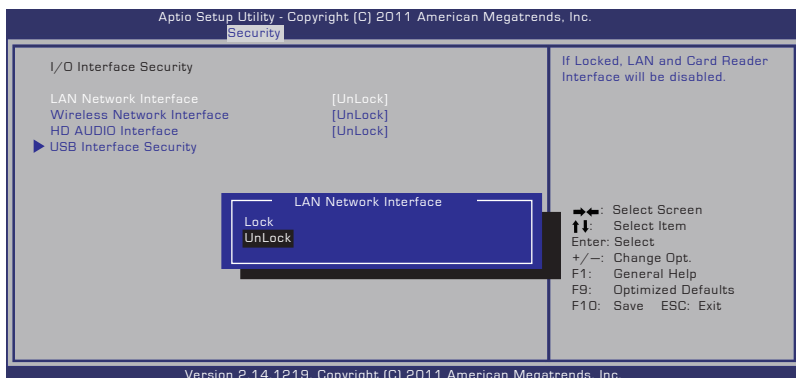 Aptio Setup Utility - Copyright (C) 2011 American Megatrends, Inc.
Security
I/O Interface Security
LAN Network Interface [UnLock]
Wireless Network Interface [UnLock]
HD AUDIO Interface [UnLock]
USB Interface Security
If Locked, LAN and Card Reader
Interface will be disabled.
LAN Network Interface
Lock
UnLock
→←: Select Screen
↑↓: Select Item
Enter: Select
+/—: Change Opt.
F1: General Help
F9: Optimized Defaults
F10: Save ESC: Exit
Version 2.14.1219. Copyright (C) 2011 American Megatrends, Inc.